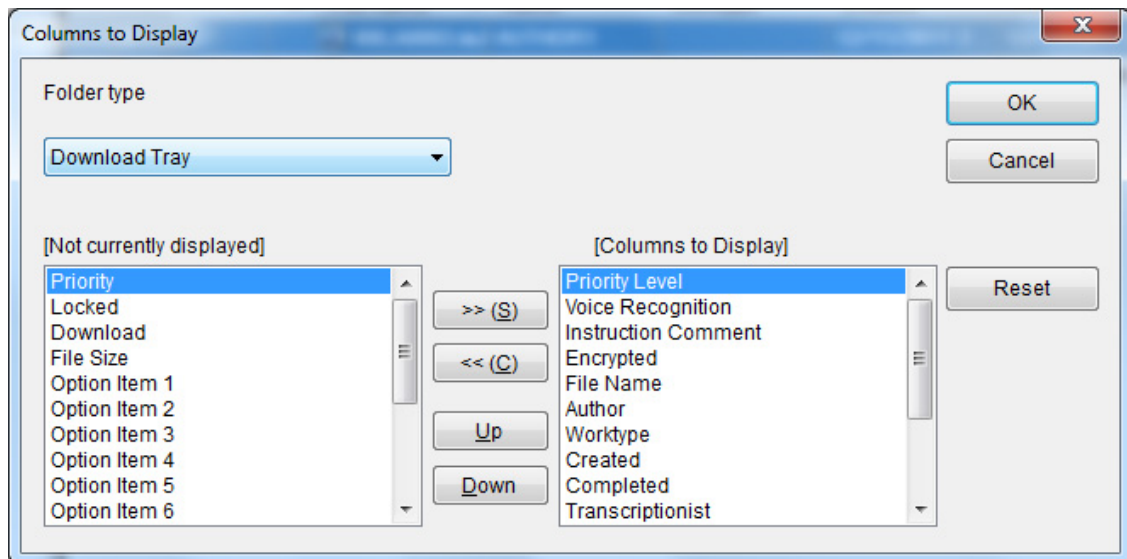 Columns to Display
Folder type
OK
Download Tray
Cancel
[Not currently displayed]
[Columns to Display]
Priority
Locked
Download
File Size
Option Item 1
Option Item 2
Option Item 3
Option Item 4
Option Item 5
Option Item 6
>> (S)
<< (C)
Up
Down
Priority Level
Voice Recognition
Instruction Comment
Encrypted
File Name
Author
Worktype
Created
Completed
Transcriptionist
Reset